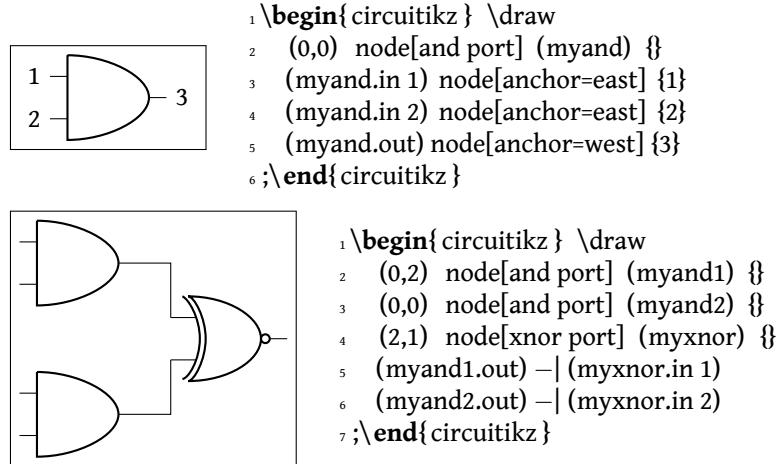 1 \begin{circuitikz} \draw
2 (0,0) node[and port] (myand) {}
3 (myand.in 1) node[anchor=east] {1}
4 (myand.in 2) node[anchor=east] {2}
5 (myand.out) node[anchor=west] {3}
6 ;\end{circuitikz}
1
2
3
1 \begin{circuitikz} \draw
2 (0,2) node[and port] (myand1) {}
3 (0,0) node[and port] (myand2) {}
4 (2,1) node[xnor port] (myxnor) {}
5 (myand1.out) −| (myxnor.in 1)
6 (myand2.out) −| (myxnor.in 2)
7 ;\end{circuitikz}